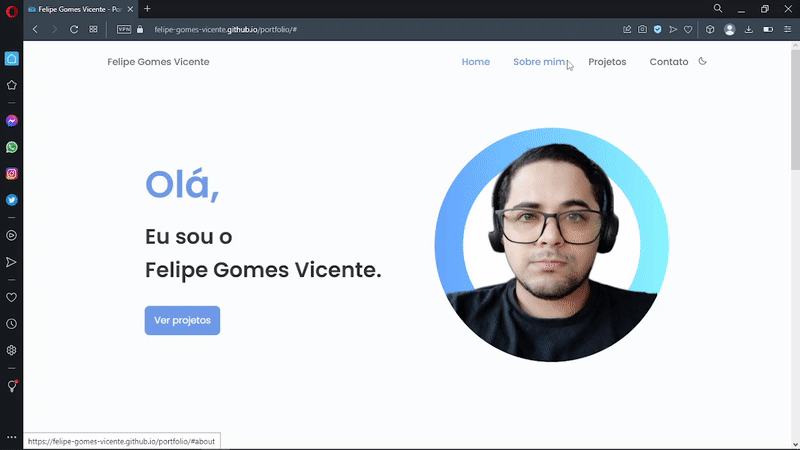 Felipe Gomes Vicente - Por
VPN
felipe-gomes-vicente.github.io/portfolio/#
Felipe Gomes Vicente
Home
Sobre mim
Projetos
Contato
Olá,
Eu sou o
Felipe Gomes Vicente.
Ver projetos
https://felipe-gomes-vicente.github.io/portfolio/#about